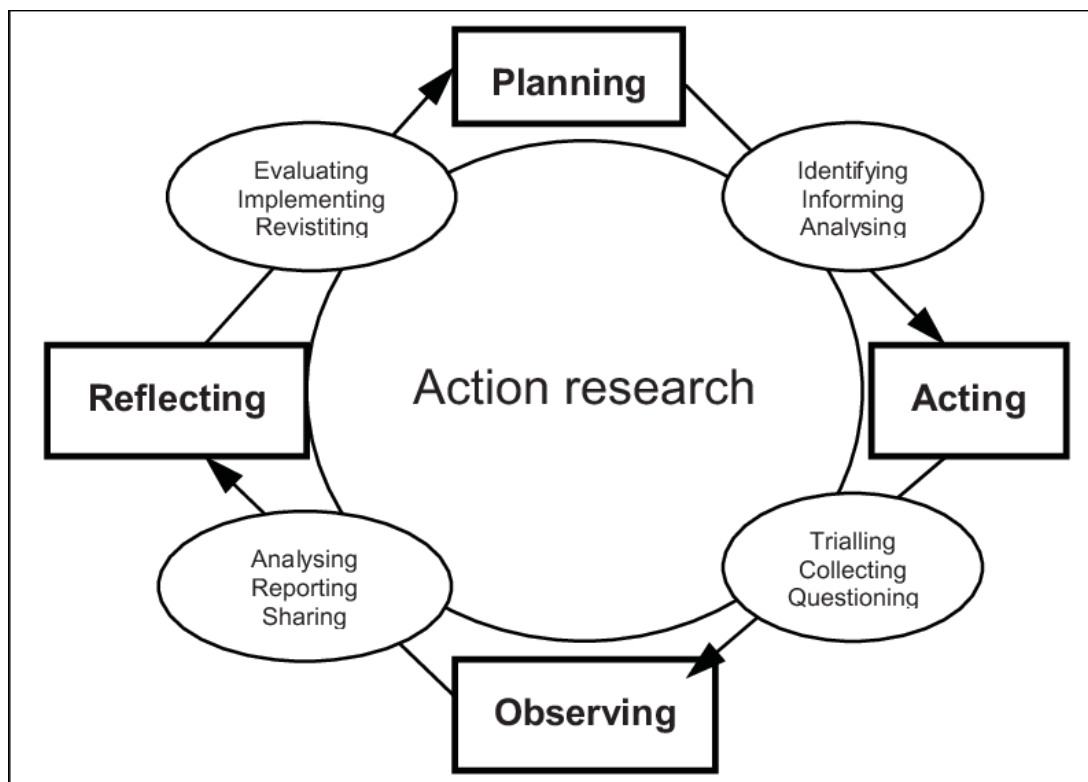 Planning
Evaluating
Implementing
Revistiting
Identifying
Informing
Analysing
Reflecting
Action research
Acting
Analysing
Reporting
Sharing
Trialling
Collecting
Questioning
Observing